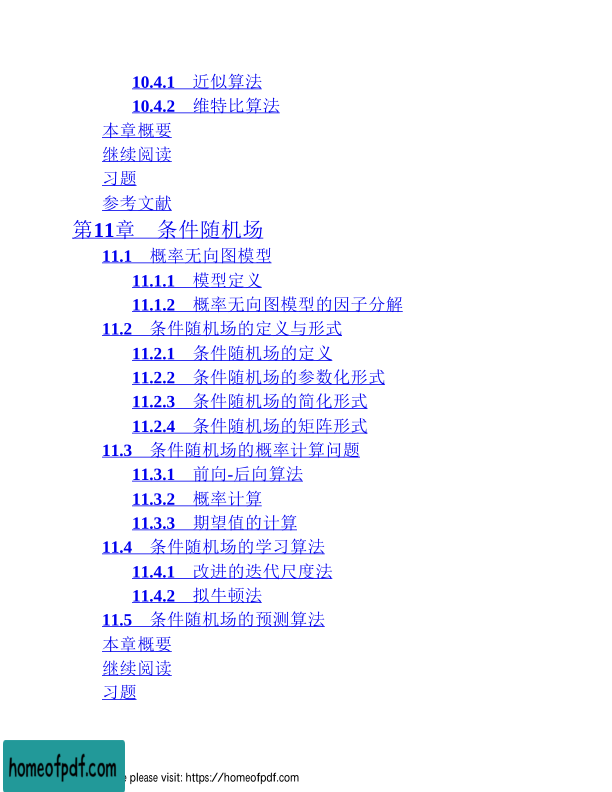 10.4.1 近似算法
10.4.2 维特比算法
本章概要
继续阅读
习题
参考文献
第11章 条件随机场
11.1 概率无向图模型
11.1.1 模型定义
11.1.2 概率无向图模型的因子分解
11.2 条件随机场的定义与形式
11.2.1 条件随机场的定义
11.2.2 条件随机场的参数化形式
11.2.3 条件随机场的简化形式
11.2.4 条件随机场的矩阵形式
11.3 条件随机场的概率计算问题
11.3.1 前向-后向算法
11.3.2 概率计算
11.3.3 期望值的计算
11.4 条件随机场的学习算法
11.4.1 改进的迭代尺度法
11.4.2 拟牛顿法
11.5 条件随机场的预测算法
本章概要
继续阅读
习题
homeofpdf.com
please visit: https://homeofpdf.com